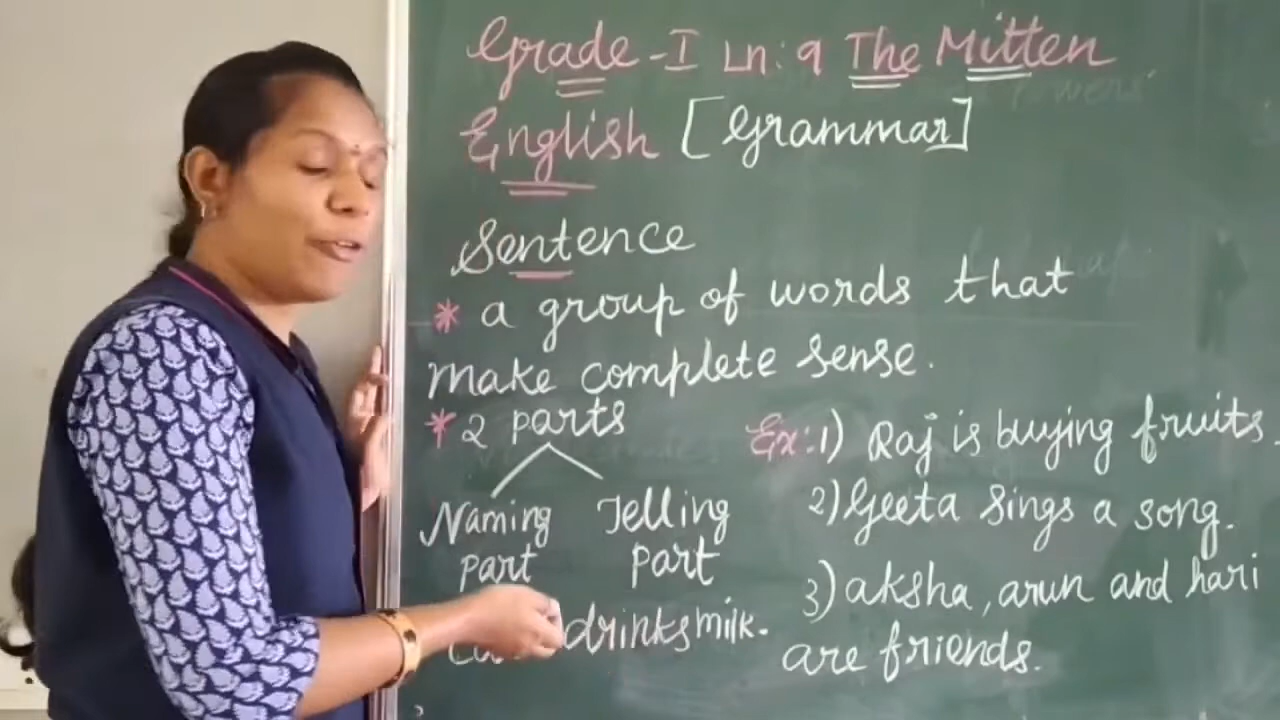 Grade -I Ln: 9 The Mitten
English [Grammar]
Sentence
* a group of words that
make complete sense.
* 2 parts
Naming part
Telling part
drinks milk.
Ex: 1) Raj is buying fruits.
2) Geeta sings a song.
3) aksha, arun and hari
are friends.